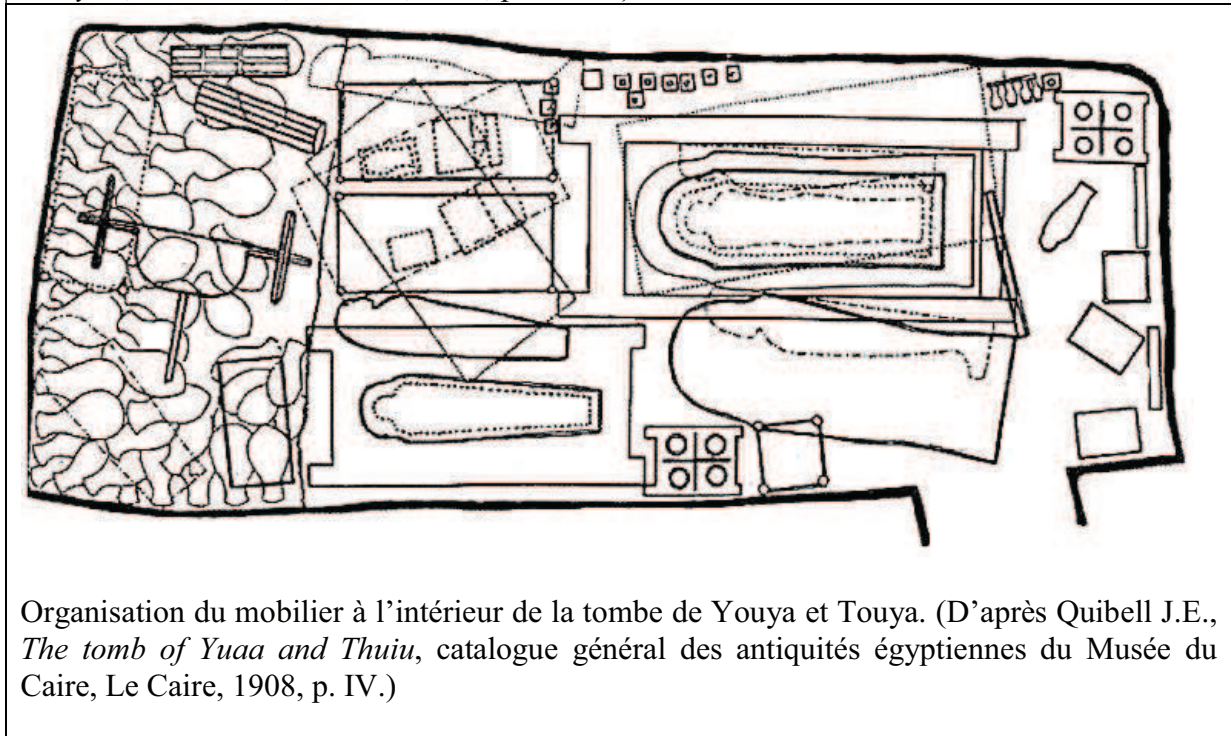 Organisation du mobilier à l’intérieur de la tombe de Youya et Touya. (D’après Quibell J.E.,
The tomb of Yuaa and Thuiu, catalogue général des antiquités égyptiennes du Musée du
Caire, Le Caire, 1908, p. IV.)